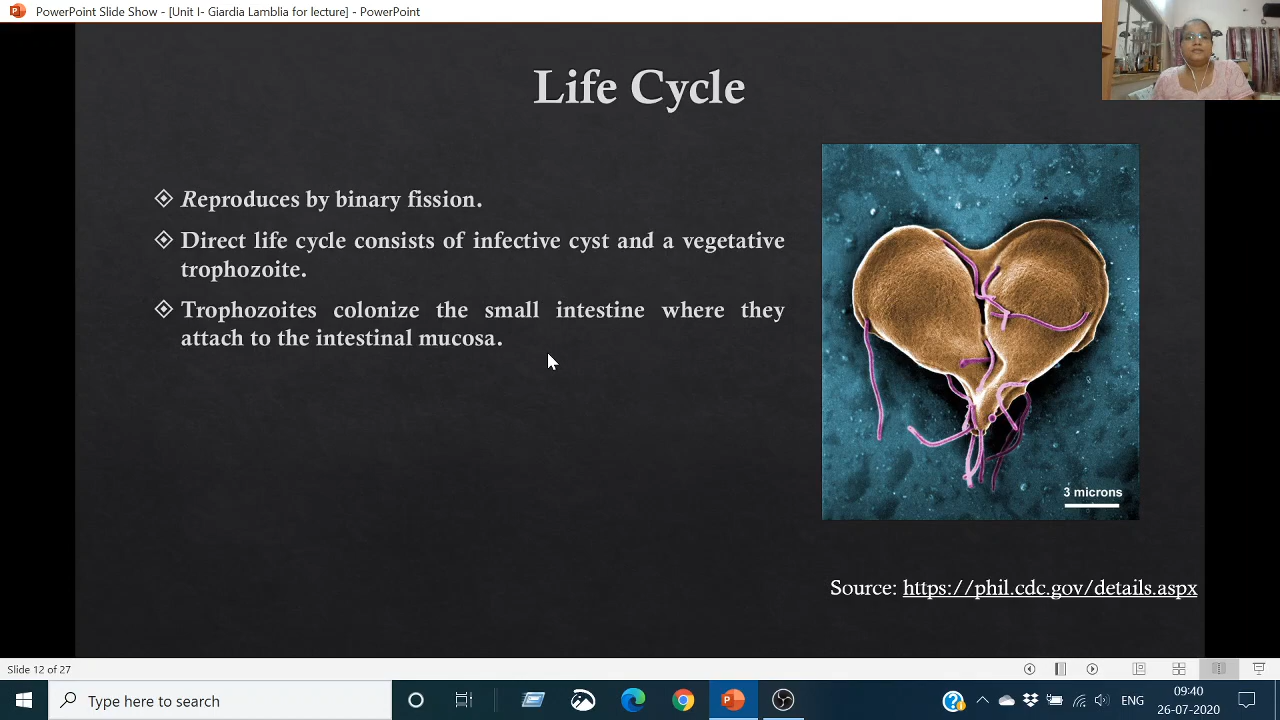 PowerPoint Slide Show - [Unit I- Giardia Lamblia for lecture] - PowerPoint
Life Cycle
Reproduces by binary fission.
Direct life cycle consists of infective cyst and a vegetative
trophozoite.
Trophozoites colonize the small intestine where they
attach to the intestinal mucosa.
3 microns
Source: https://phil.cdc.gov/details.aspx
Slide 12 of 27
Type here to search
ENG
09:40
26-07-2020